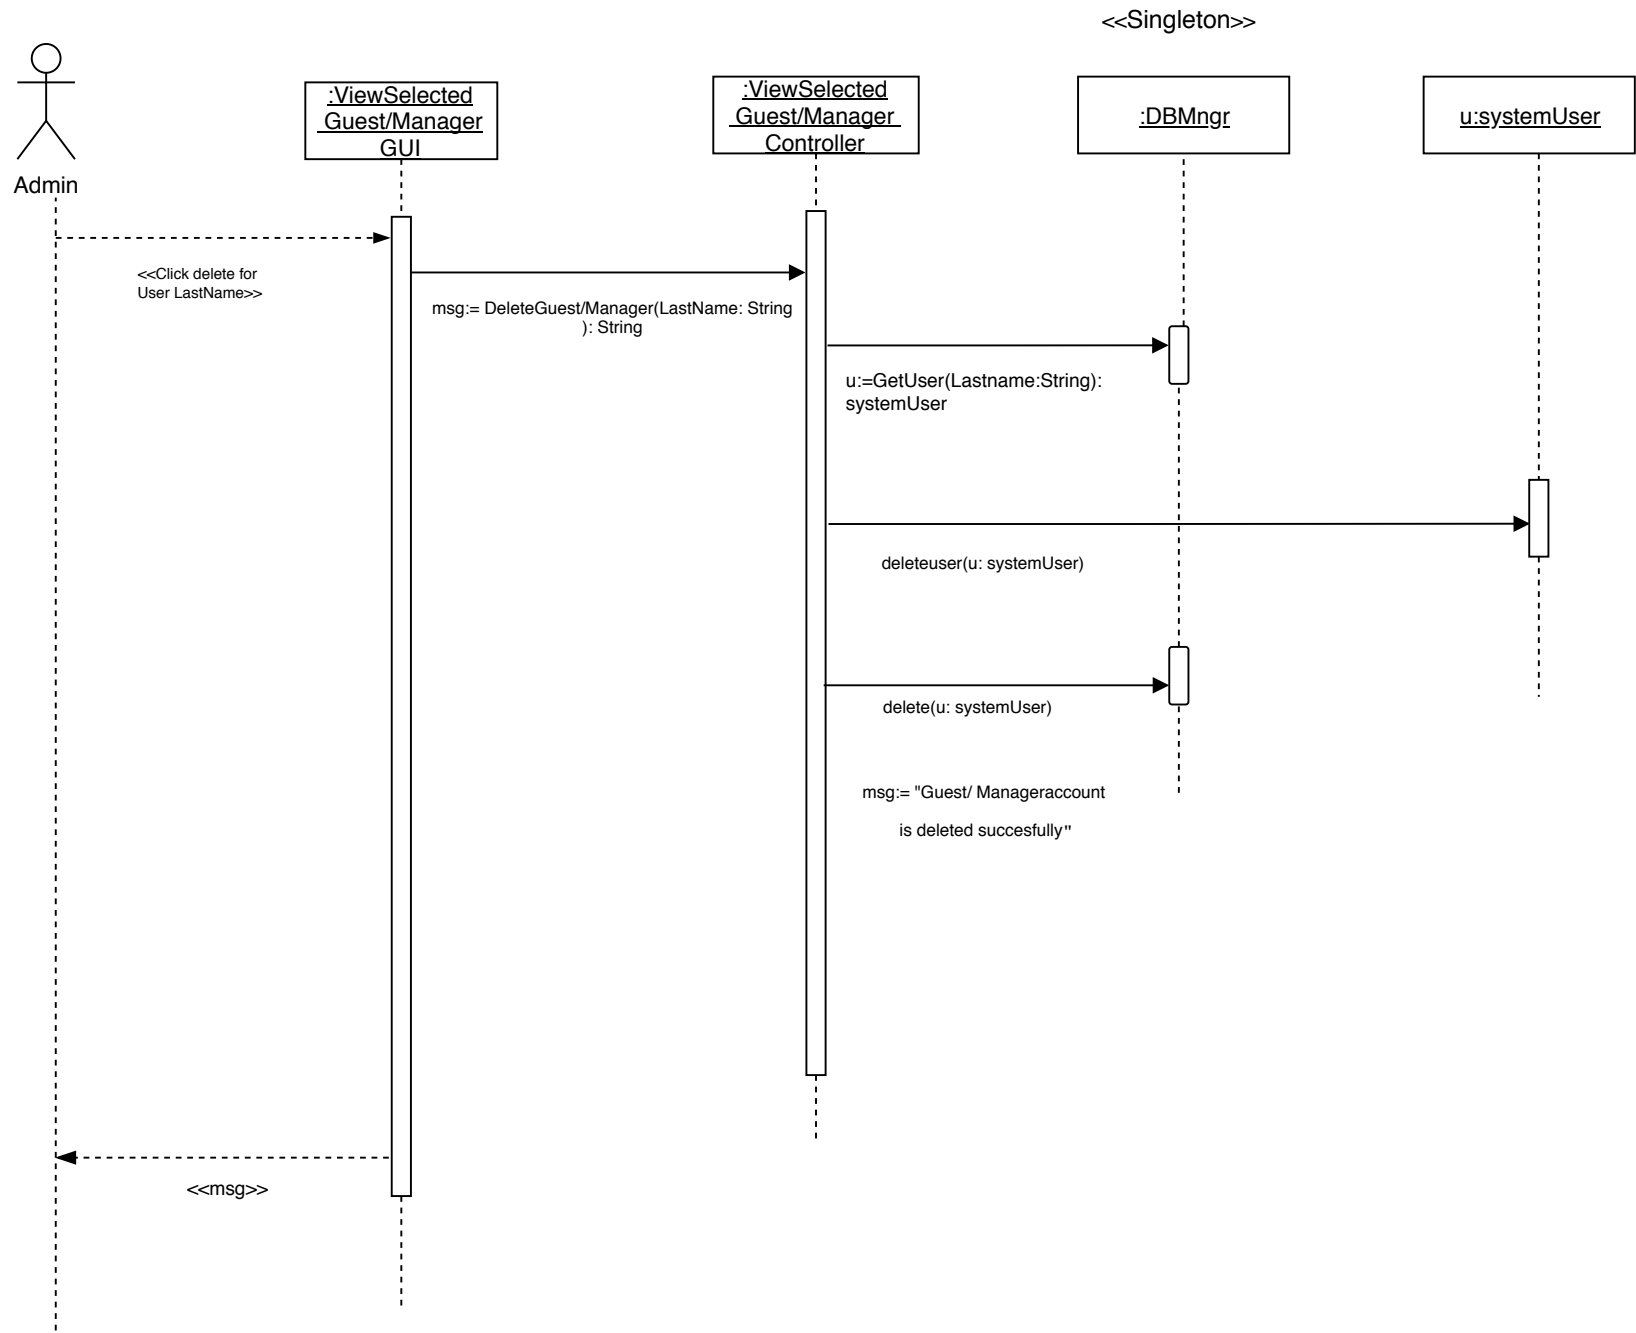 <<Singleton>>
:ViewSelected
Guest/Manager
GUI
:ViewSelected
Guest/Manager
Controller
:DBMngr
u:systemUser
Admin
<<Click delete for
User LastName>>
msg:= DeleteGuest/Manager(LastName: String
): String
u:=GetUser(Lastname:String):
systemUser
deleteuser(u: systemUser)
delete(u: systemUser)
msg:= "Guest/ Manageraccount
is deleted succesfully"
<<msg>>